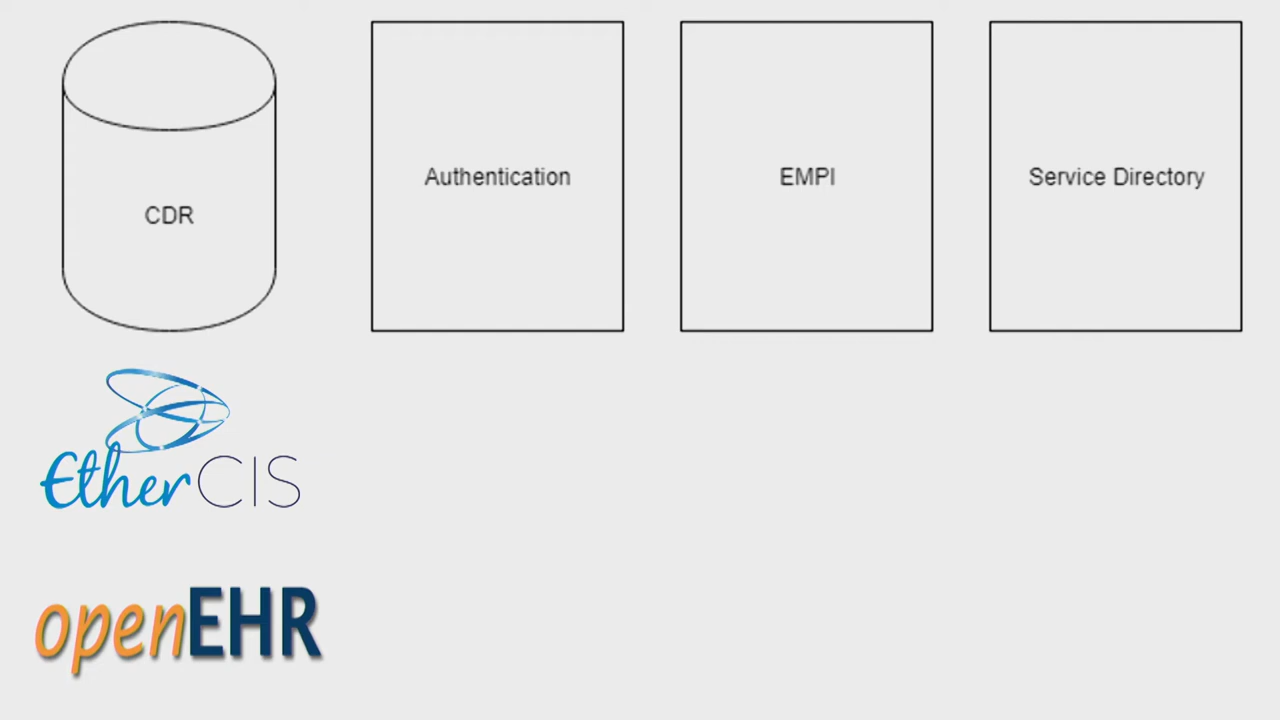 CDR
Authentication
EMPI
Service Directory
EtherCIS
openEHR